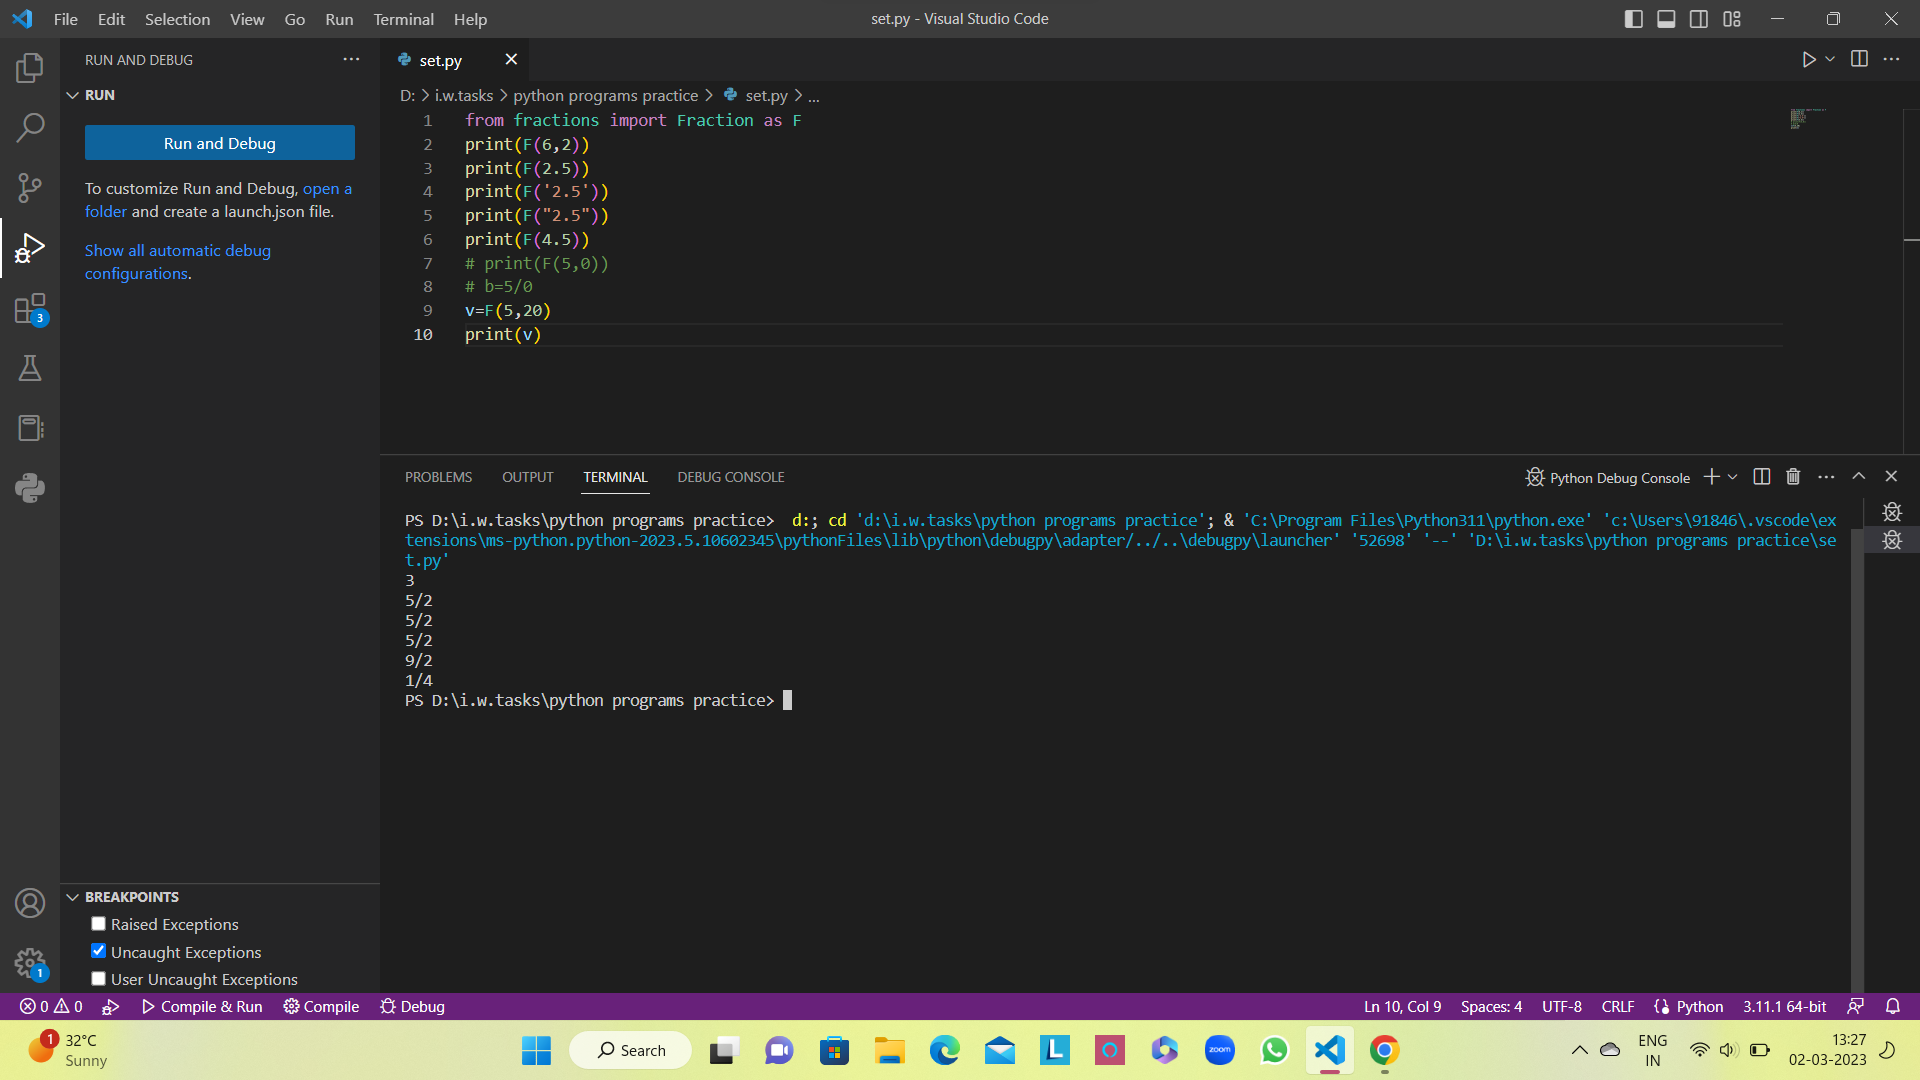 File Edit Selection View Go Run Terminal Help
set.py - Visual Studio Code
RUN AND DEBUG
RUN
Run and Debug
To customize Run and Debug, open a
folder and create a launch.json file.
Show all automatic debug
configurations.
set.py
D: > i.w.tasks > python programs practice > set.py > ...
1 from fractions import Fraction as F
2 print(F(6,2))
3 print(F(2.5))
4 print(F('2.5'))
5 print(F("2.5"))
6 print(F(4.5))
7 # print(F(5,0))
8 # b=5/0
9 v=F(5,20)
10 print(v)
PROBLEMS OUTPUT TERMINAL DEBUG CONSOLE
Python Debug Console
PS D:\i.w.tasks\python programs practice>  d:; cd 'd:\i.w.tasks\python programs practice'; & 'C:\Program Files\Python311\python.exe' 'c:\Users\91846\.vscode\ex
tensions\ms-python.python-2023.5.10602345\pythonFiles\lib\python\debugpy\adapter/../..\debugpy\launcher' '52698' '--' 'D:\i.w.tasks\python programs practice\se
t.py'
3
5/2
5/2
5/2
9/2
1/4
PS D:\i.w.tasks\python programs practice>
3
1
BREAKPOINTS
Raised Exceptions
Uncaught Exceptions
User Uncaught Exceptions
0 0 Compile & Run Compile Debug
Ln 10, Col 9 Spaces: 4 UTF-8 CRLF Python 3.11.1 64-bit
1
32°C
Sunny
Search
L
zoom
ENG
IN
13:27
02-03-2023